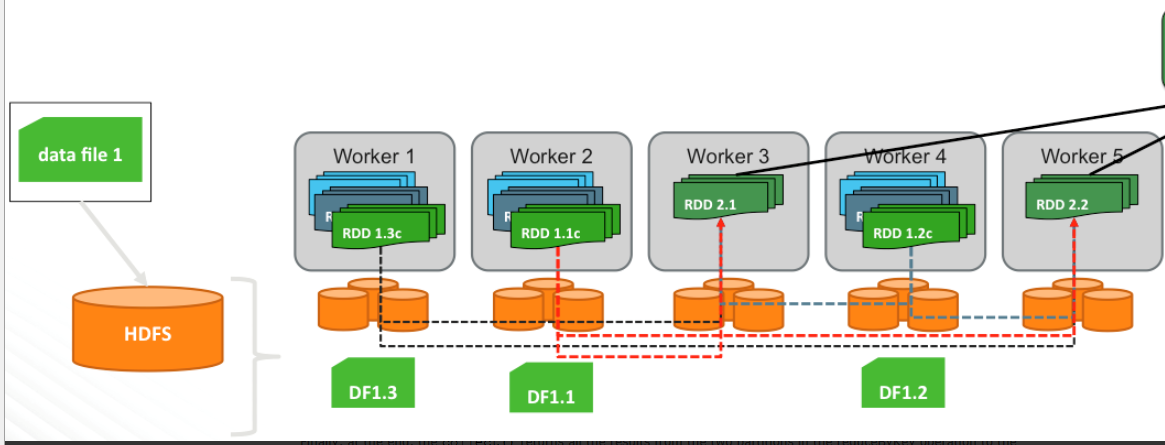 data file 1
HDFS
Worker 1
Worker 2
Worker 3
Worker 4
Worker 5
RDD 1.3c
RDD 1.1c
RDD 2.1
RDD 1.2c
RDD 2.2
DF1.3
DF1.1
DF1.2